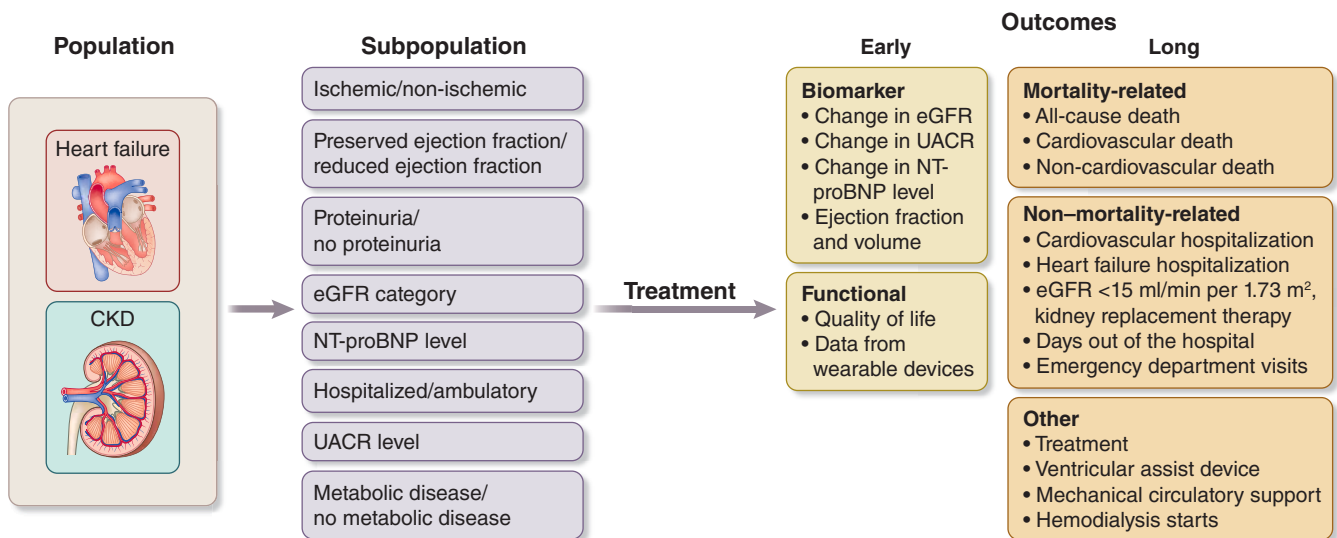 Population
Heart failure
CKD
Subpopulation
Ischemic/non-ischemic
Preserved ejection fraction/
reduced ejection fraction
Proteinuria/
no proteinuria
eGFR category
NT-proBNP level
Hospitalized/ambulatory
UACR level
Metabolic disease/
no metabolic disease
Treatment
Outcomes
Early
Biomarker
• Change in eGFR
• Change in UACR
• Change in NT-
proBNP level
• Ejection fraction
and volume
Functional
• Quality of life
• Data from
wearable devices
Long
Mortality-related
• All-cause death
• Cardiovascular death
• Non-cardiovascular death
Non–mortality-related
• Cardiovascular hospitalization
• Heart failure hospitalization
• eGFR <15 ml/min per 1.73 m²,
kidney replacement therapy
• Days out of the hospital
• Emergency department visits
Other
• Treatment
• Ventricular assist device
• Mechanical circulatory support
• Hemodialysis starts